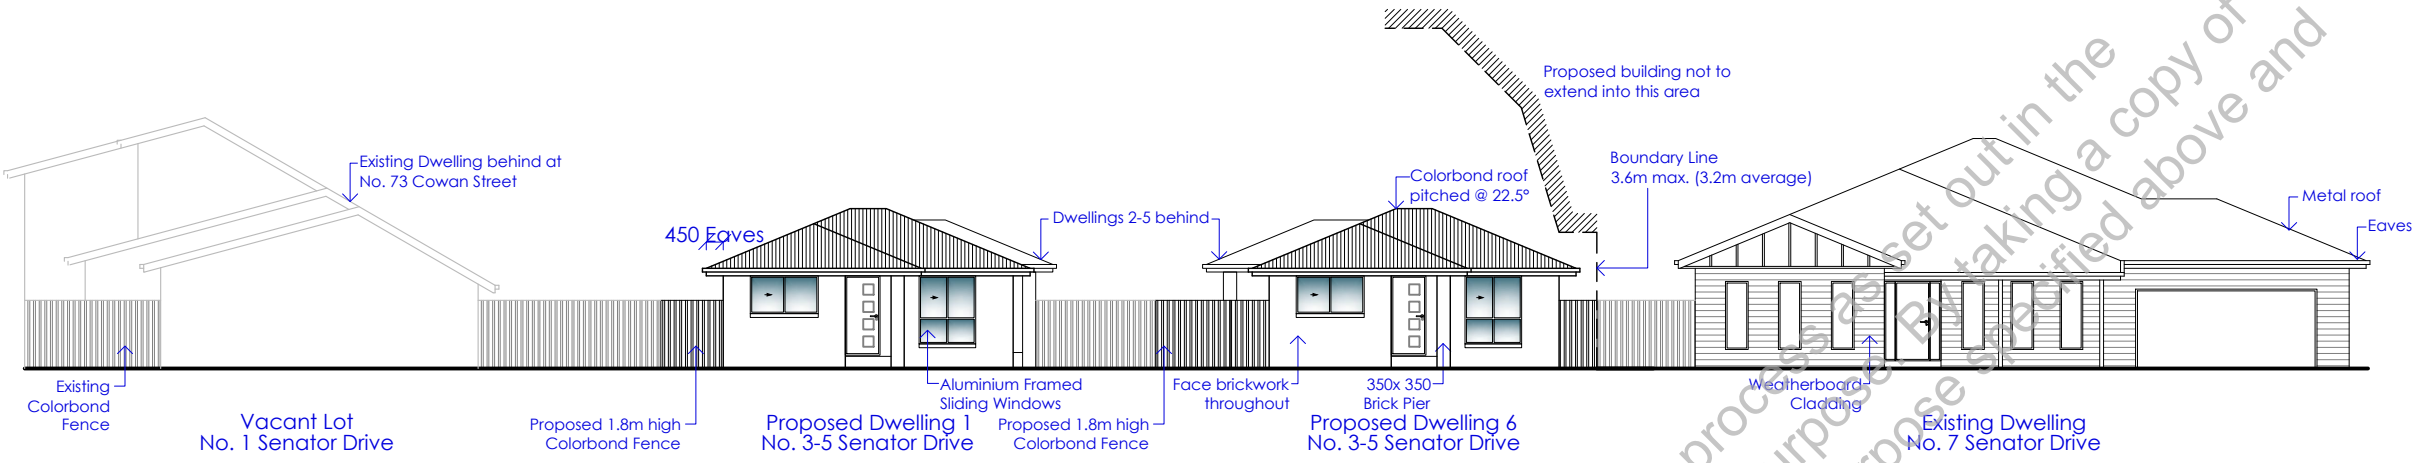 Proposed building not to
extend into this area
Existing Dwelling behind at
No. 73 Cowan Street
Boundary Line
3.6m max. (3.2m average)
Colorbond roof
pitched @ 22.5°
Metal roof
450 Eaves
Dwellings 2-5 behind
Eaves
Existing
Colorbond
Fence
Vacant Lot
No. 1 Senator Drive
Proposed 1.8m high
Colorbond Fence
Aluminium Framed
Sliding Windows
Proposed Dwelling 1
No. 3-5 Senator Drive
Proposed 1.8m high
Colorbond Fence
Face brickwork
throughout
350x 350
Brick Pier
Proposed Dwelling 6
No. 3-5 Senator Drive
Weatherboard
Cladding
Existing Dwelling
No. 7 Senator Drive
process as set out in the
purpose. By taking a copy of
purpose specified above and